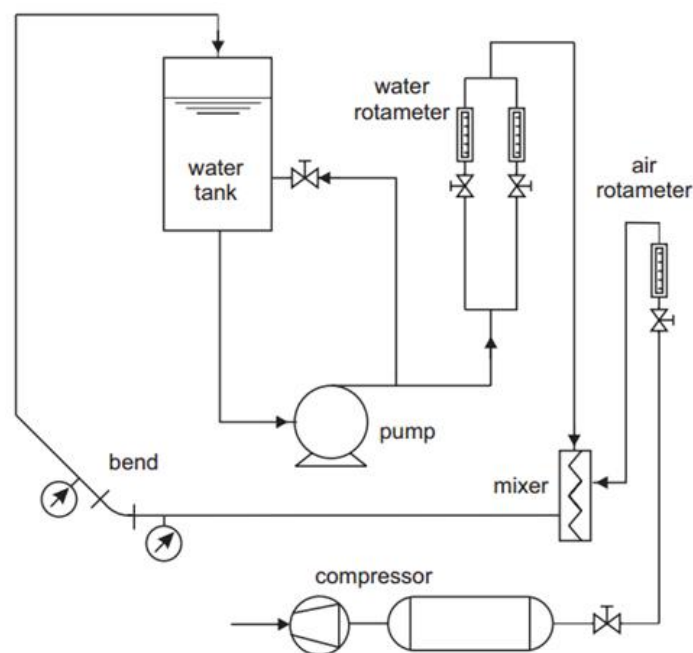 water
rotameter
water
tank
air
rotameter
pump
bend
mixer
compressor